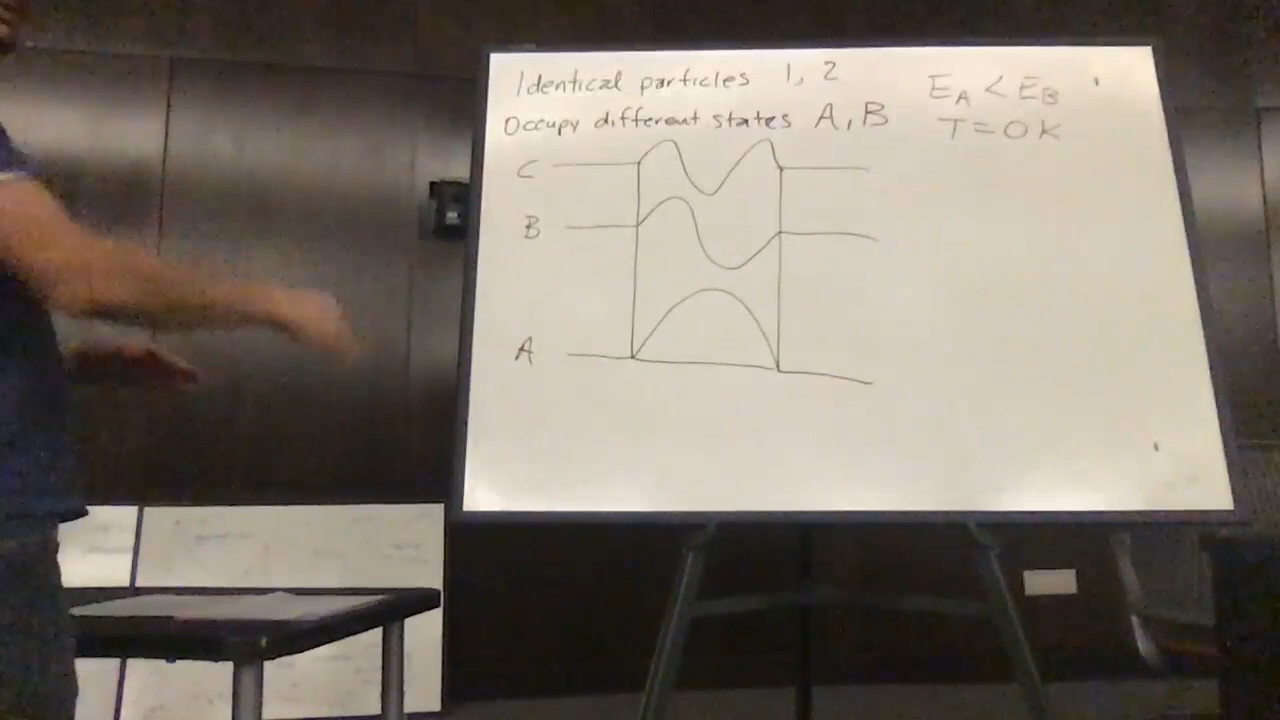 Identical particles 1, 2
Occupy different states A, B
E_A < E_B
T = 0 K
C
B
A